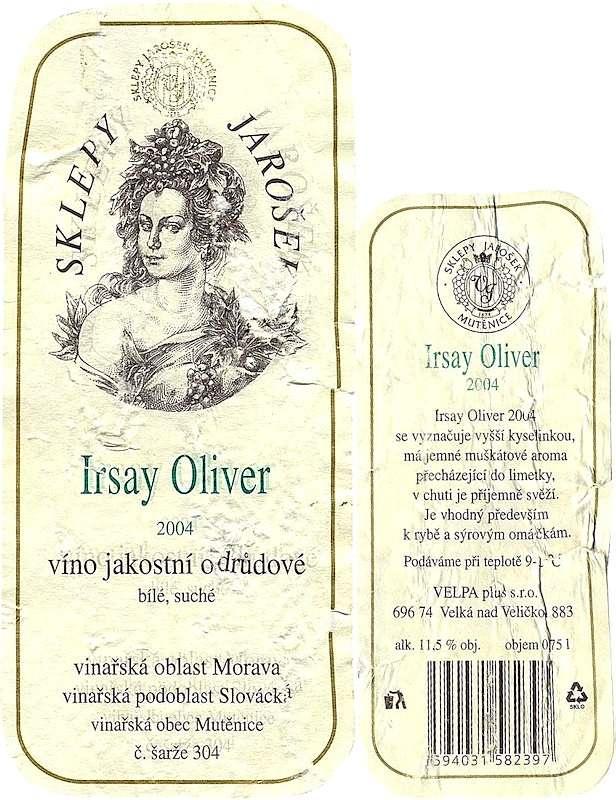 SKLEPY JAROŠEK MUTĚNICE
SKLEPY JAROŠEK
Irsay Oliver
2004
víno jakostní odrůdové
bílé, suché
vinařská oblast Morava
vinařská podoblast Slovácká
vinařská obec Mutěnice
č. šarže 304
SKLEPY JAROŠEK
VJ
MUTĚNICE
Irsay Oliver
2004
Irsay Oliver 2004
se vyznačuje vyšší kyselinkou,
má jemné muškátové aroma
přecházející do limetky,
v chuti je příjemně svěží.
Je vhodný především
k rybě a sýrovým omáčkám.
Podáváme při teplotě
VELPA plus s.r.o.
696 74 Velká nad Veličkou 883
alk. 11.5 % obj. objem 0,75 l
SKLO
594031 582397